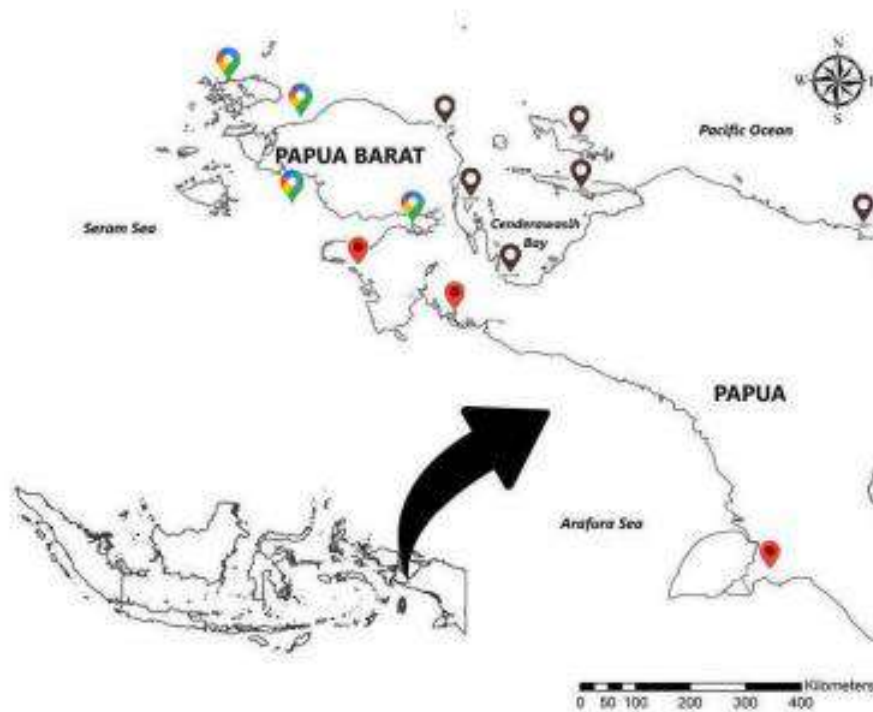 N
W E
S
Pacific Ocean
PAPUA BARAT
Seram Sea
Cenderawasih
Bay
PAPUA
Arafura Sea
Kilometers
0 50 100 200 300 400